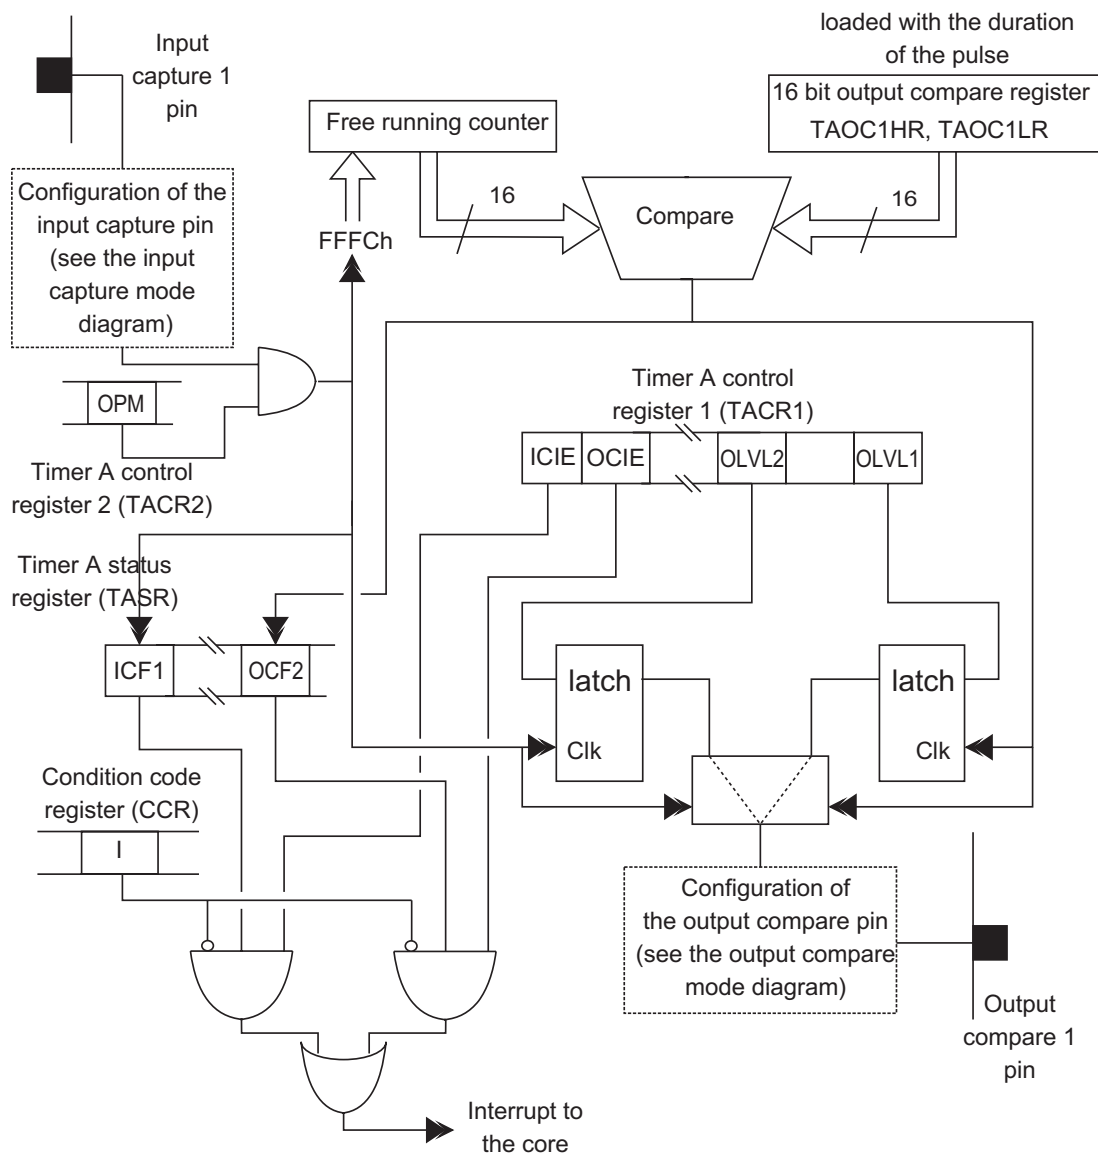 Input
capture 1
pin
loaded with the duration
of the pulse
16 bit output compare register
TAOC1HR, TAOC1LR
Free running counter
Configuration of the
input capture pin
(see the input
capture mode
diagram)
16
16
Compare
FFFCh
OPM
Timer A control
register 2 (TACR2)
Timer A control
register 1 (TACR1)
ICIE
OCIE
OLVL2
OLVL1
Timer A status
register (TASR)
ICF1
OCF2
latch
Clk
latch
Clk
Condition code
register (CCR)
I
Configuration of
the output compare pin
(see the output compare
mode diagram)
Output
compare 1
pin
Interrupt to
the core